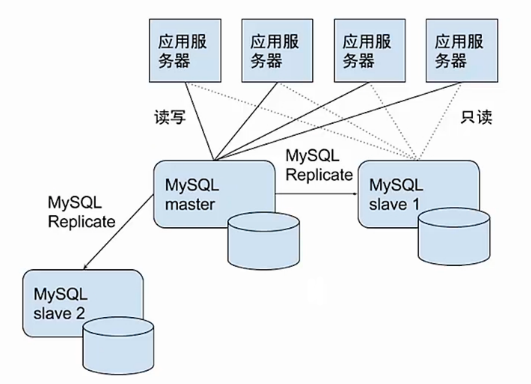 应用服
务器
应用服
务器
应用服
务器
应用服
务器
读写
只读
MySQL
Replicate
MySQL
master
MySQL
slave 1
MySQL
Replicate
MySQL
slave 2